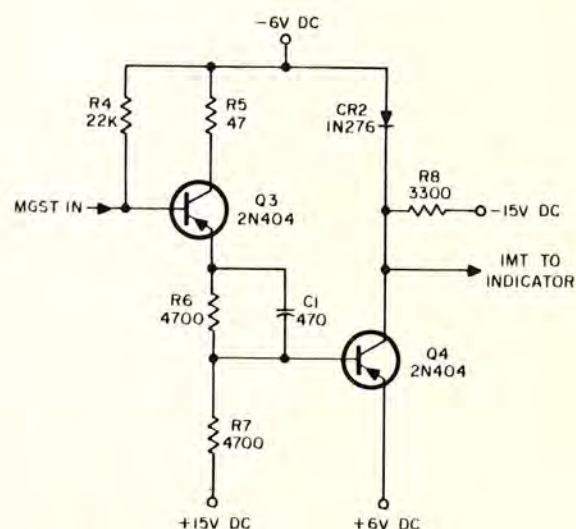 -6V DC
R4
22K
R5
47
CR2
1N276
R8
3300
-15V DC
MGST IN
Q3
2N404
IMT TO
INDICATOR
R6
4700
C1
470
Q4
2N404
R7
4700
+15V DC
+6V DC